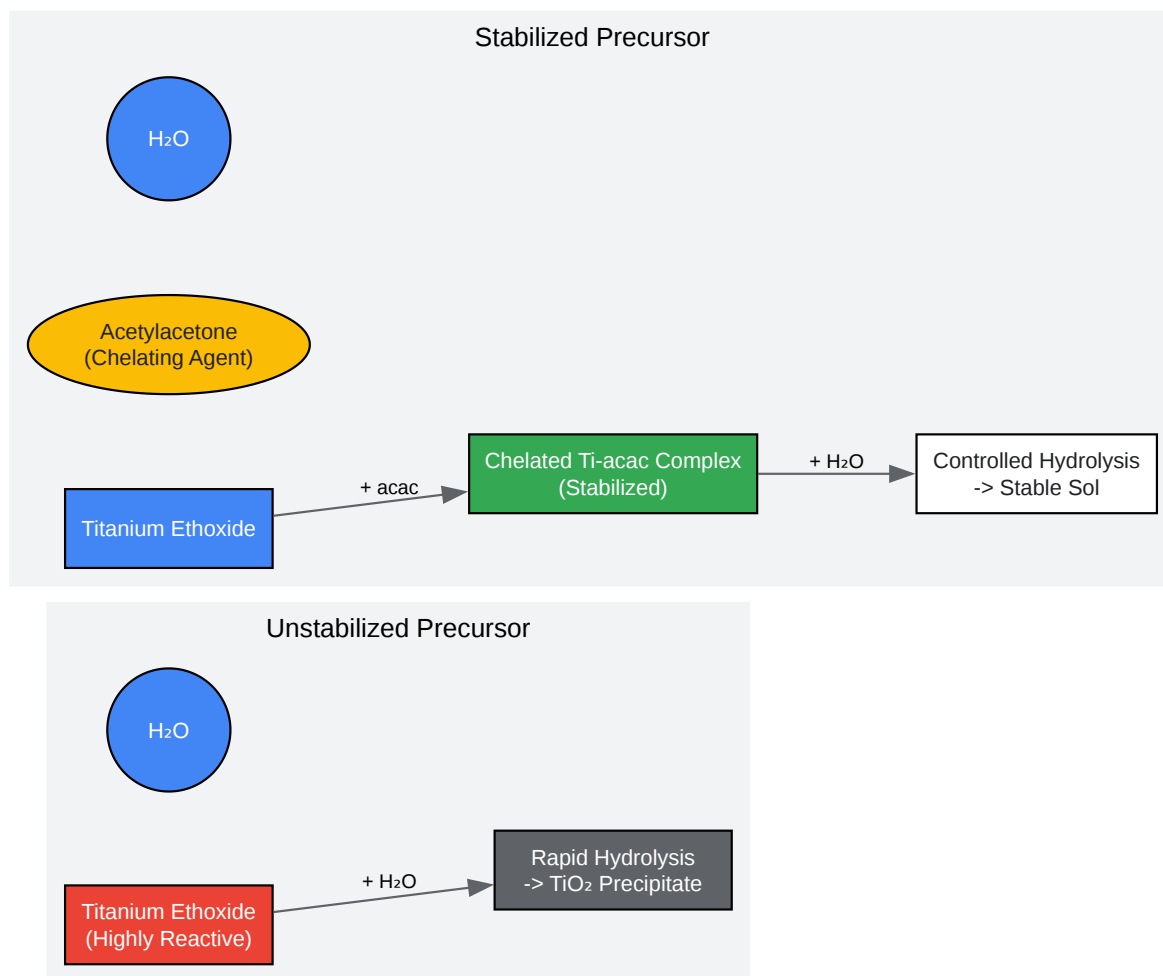 Stabilized Precursor
H₂O
Acetylacetone
(Chelating Agent)
Titanium Ethoxide
+ acac
Chelated Ti-acac Complex
(Stabilized)
+ H₂O
Controlled Hydrolysis
-> Stable Sol
Unstabilized Precursor
H₂O
Titanium Ethoxide
(Highly Reactive)
+ H₂O
Rapid Hydrolysis
-> TiO₂ Precipitate